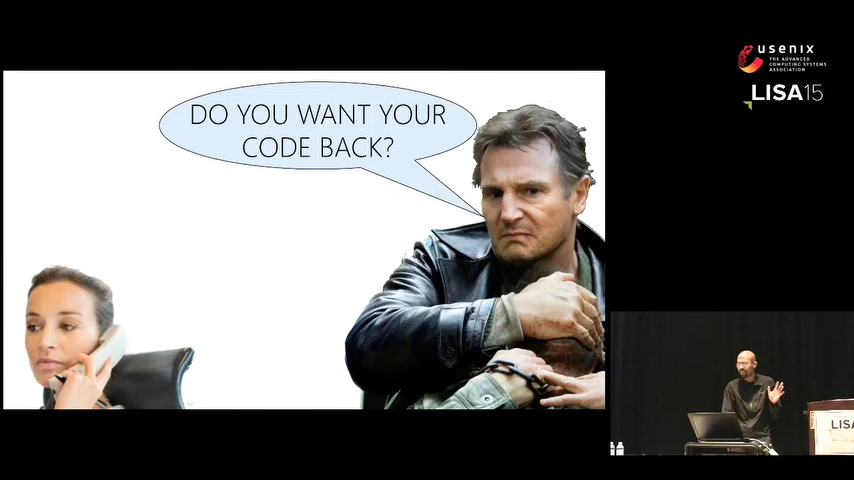 DO YOU WANT YOUR
CODE BACK?
usenix
THE ADVANCED
COMPUTING SYSTEMS
ASSOCIATION
LISA15
LISA